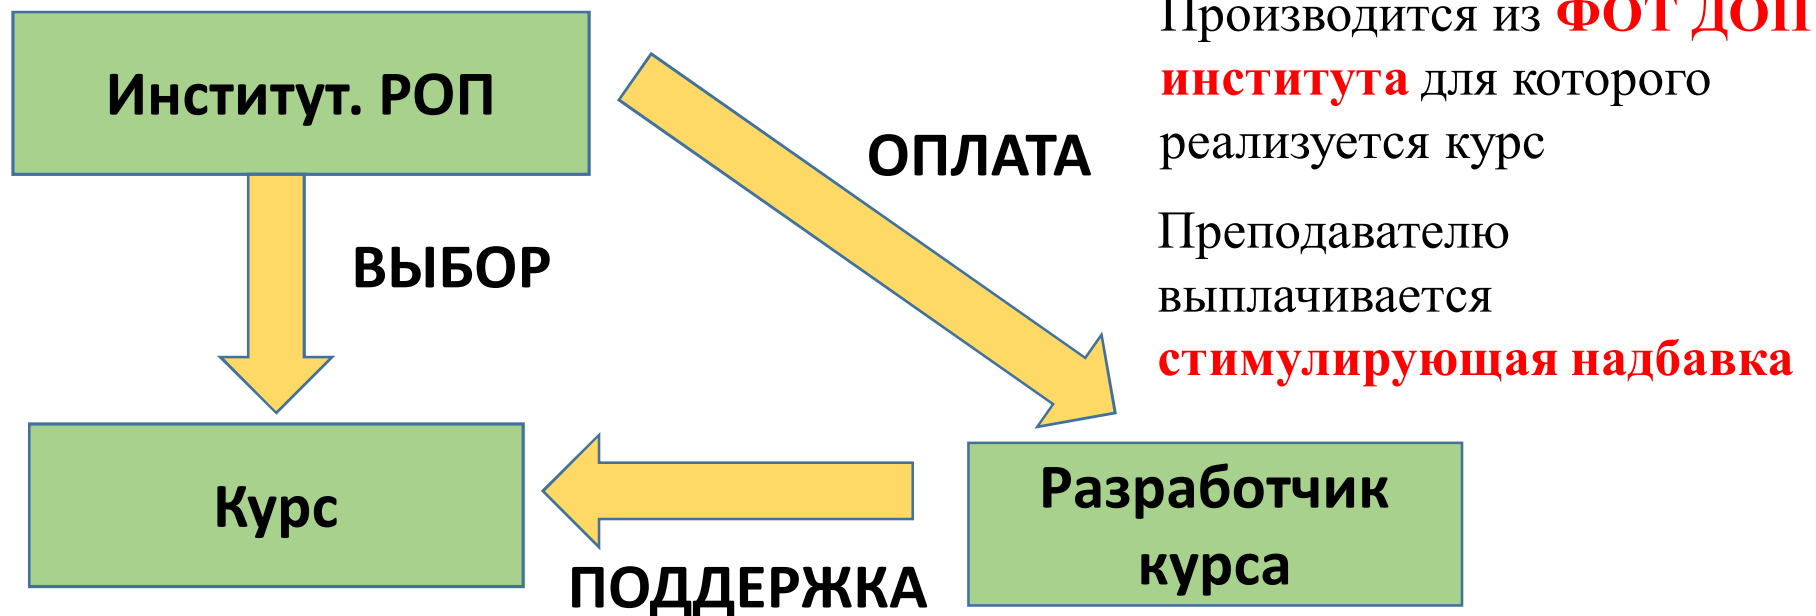 Производится из ФОТ ДОП
института для которого
реализуется курс
Институт. РОП
ОПЛАТА
Преподавателю
выплачивается
стимулирующая надбавка
ВЫБОР
Курс
Разработчик
курса
ПОДДЕРЖКА